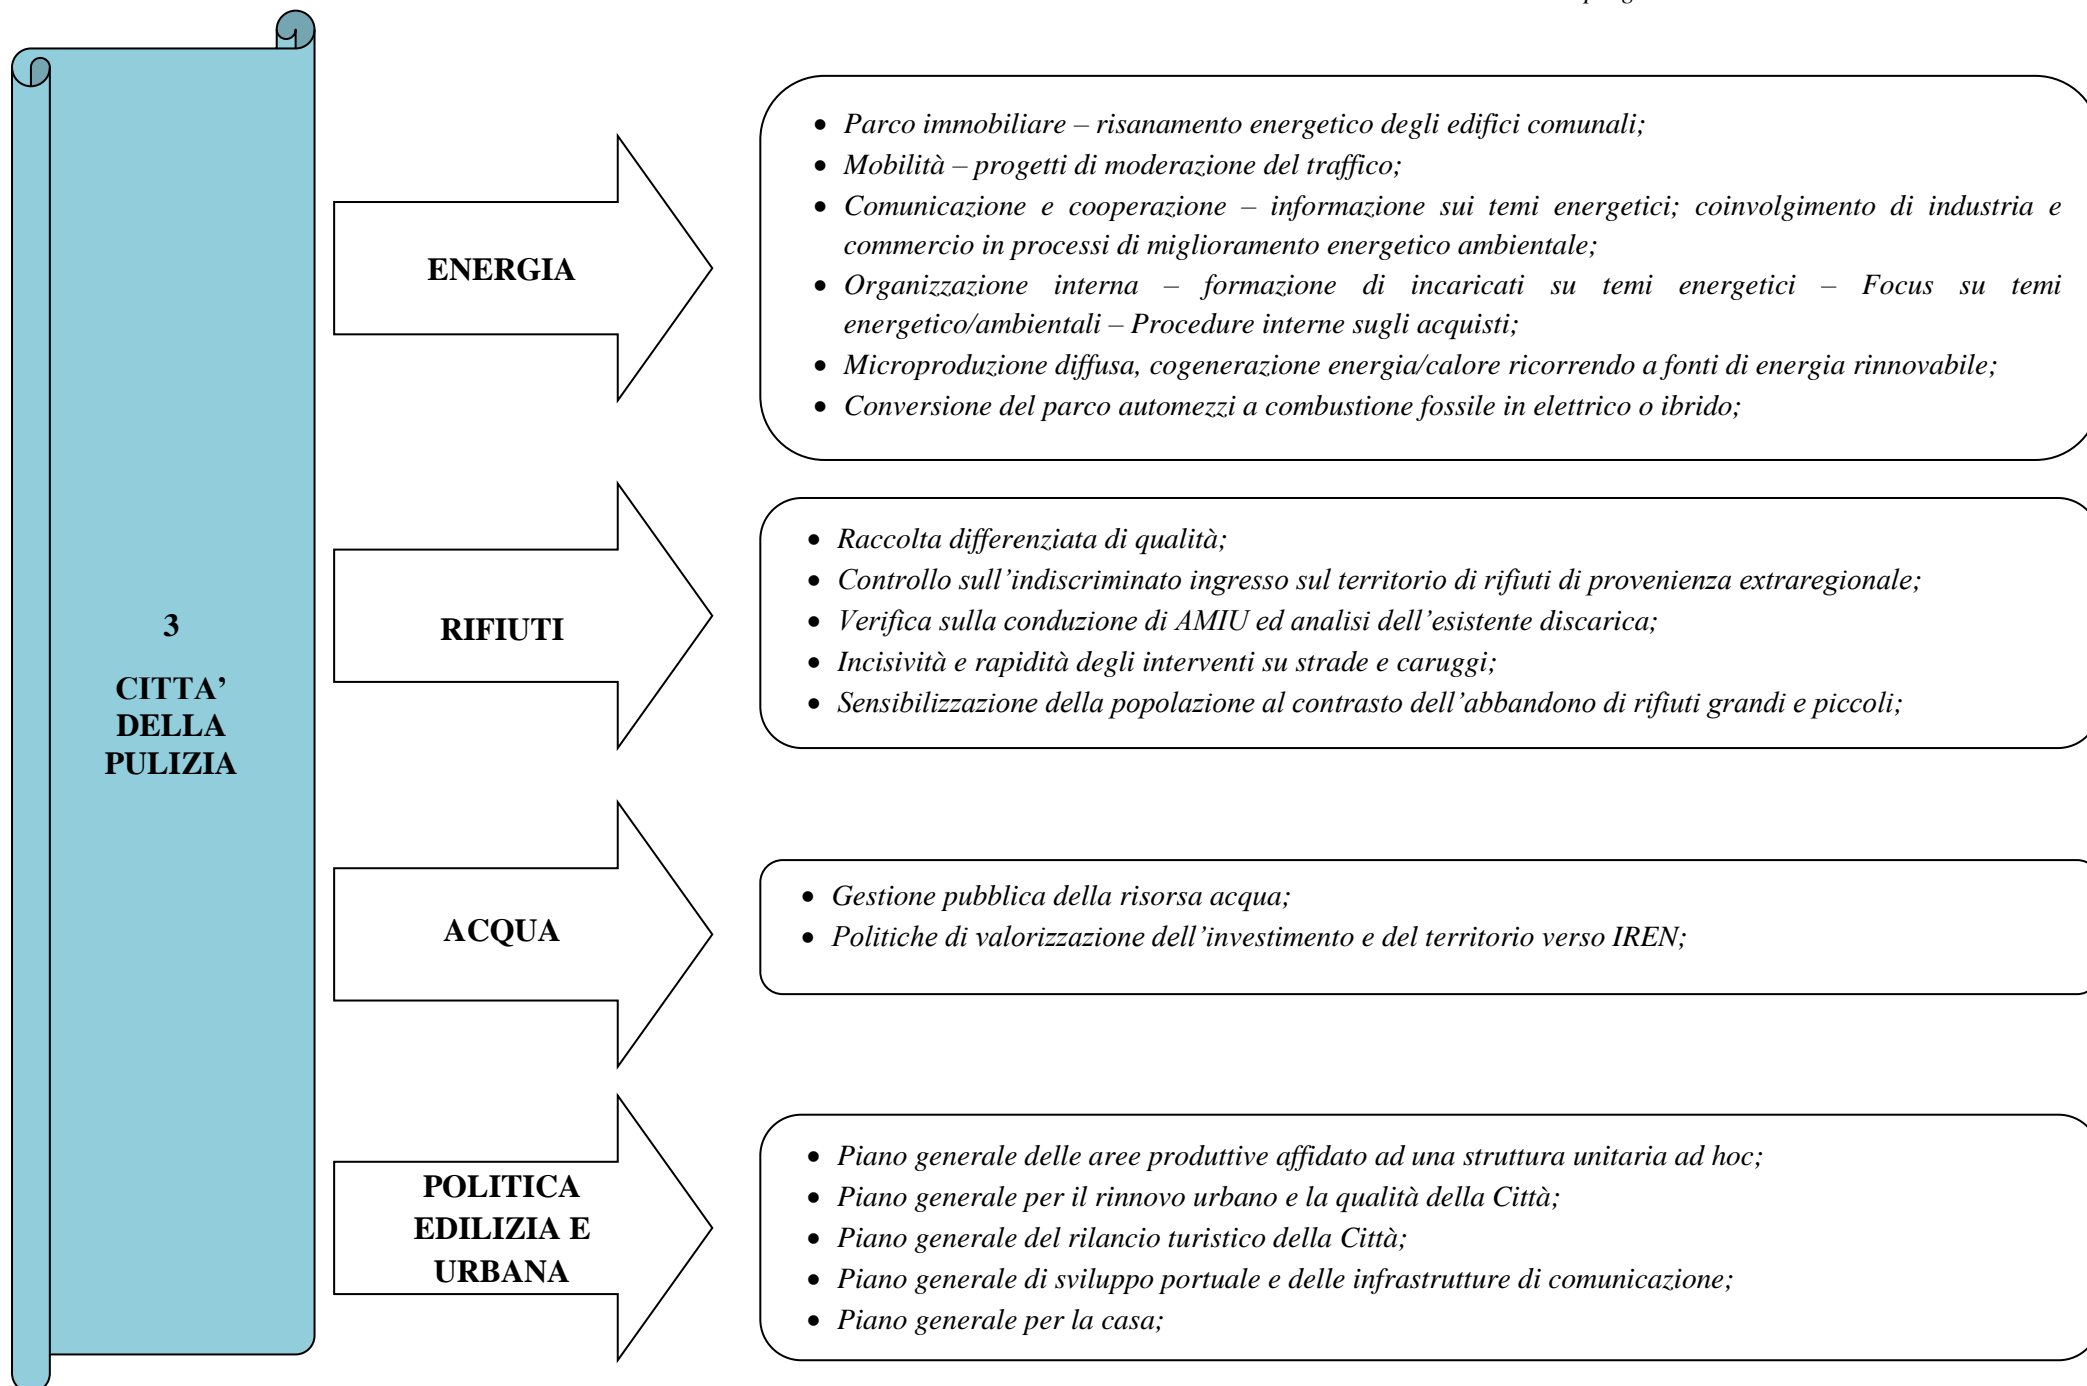 3
CITTA’
DELLA
PULIZIA
ENERGIA
• Parco immobiliare – risanamento energetico degli edifici comunali;
• Mobilità – progetti di moderazione del traffico;
• Comunicazione e cooperazione – informazione sui temi energetici; coinvolgimento di industria e
commercio in processi di miglioramento energetico ambientale;
• Organizzazione interna – formazione di incaricati su temi energetici – Focus su temi
energetico/ambientali – Procedure interne sugli acquisti;
• Microproduzione diffusa, cogenerazione energia/calore ricorrendo a fonti di energia rinnovabile;
• Conversione del parco automezzi a combustione fossile in elettrico o ibrido;
RIFIUTI
• Raccolta differenziata di qualità;
• Controllo sull’indiscriminato ingresso sul territorio di rifiuti di provenienza extraregionale;
• Verifica sulla conduzione di AMIU ed analisi dell’esistente discarica;
• Incisività e rapidità degli interventi su strade e caruggi;
• Sensibilizzazione della popolazione al contrasto dell’abbandono di rifiuti grandi e piccoli;
ACQUA
• Gestione pubblica della risorsa acqua;
• Politiche di valorizzazione dell’investimento e del territorio verso IREN;
POLITICA
EDILIZIA E
URBANA
• Piano generale delle aree produttive affidato ad una struttura unitaria ad hoc;
• Piano generale per il rinnovo urbano e la qualità della Città;
• Piano generale del rilancio turistico della Città;
• Piano generale di sviluppo portuale e delle infrastrutture di comunicazione;
• Piano generale per la casa;